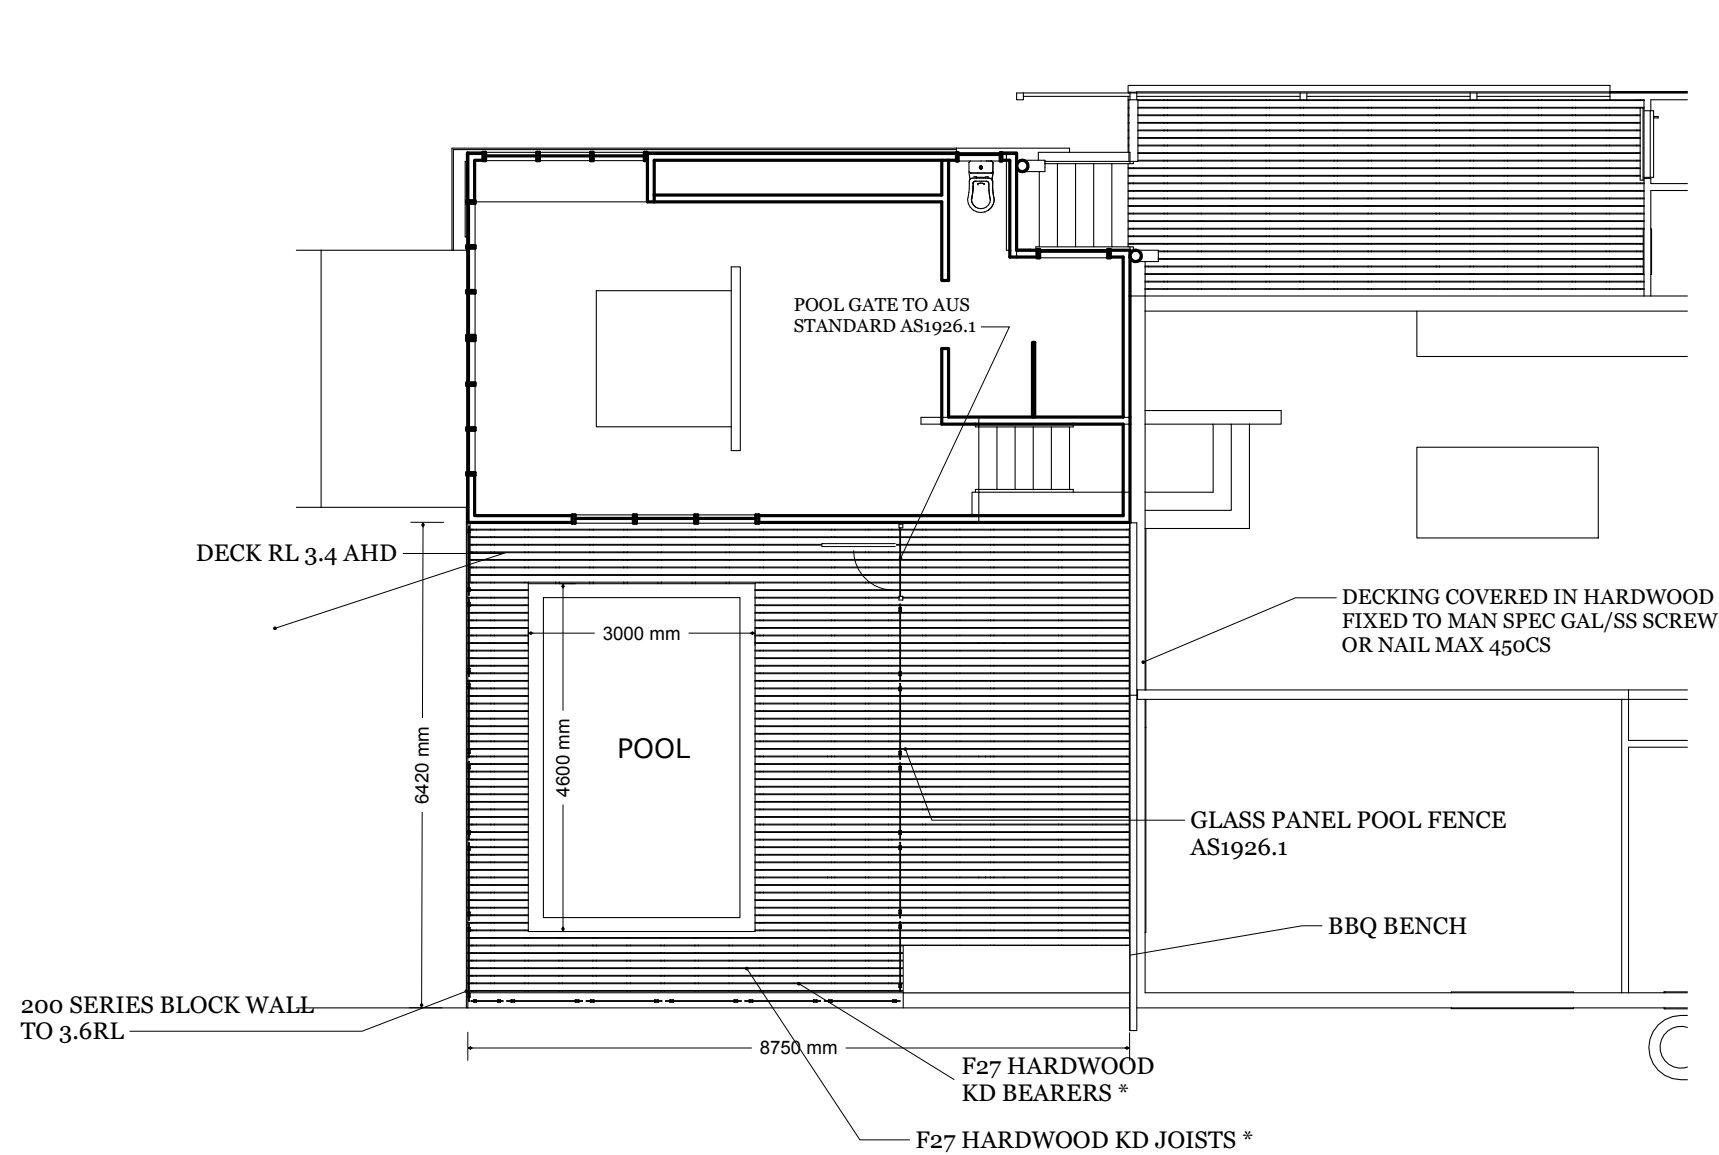 POOL GATE TO AUS
STANDARD AS1926.1
DECK RL 3.4 AHD
DECKING COVERED IN HARDWOOD
FIXED TO MAN SPEC GAL/SS SCREW
OR NAIL MAX 450CS
3000 mm
POOL
4600 mm
6420 mm
GLASS PANEL POOL FENCE
AS1926.1
BBQ BENCH
200 SERIES BLOCK WALL
TO 3.6RL
8750 mm
F27 HARDWOOD
KD BEARERS *
F27 HARDWOOD KD JOISTS *